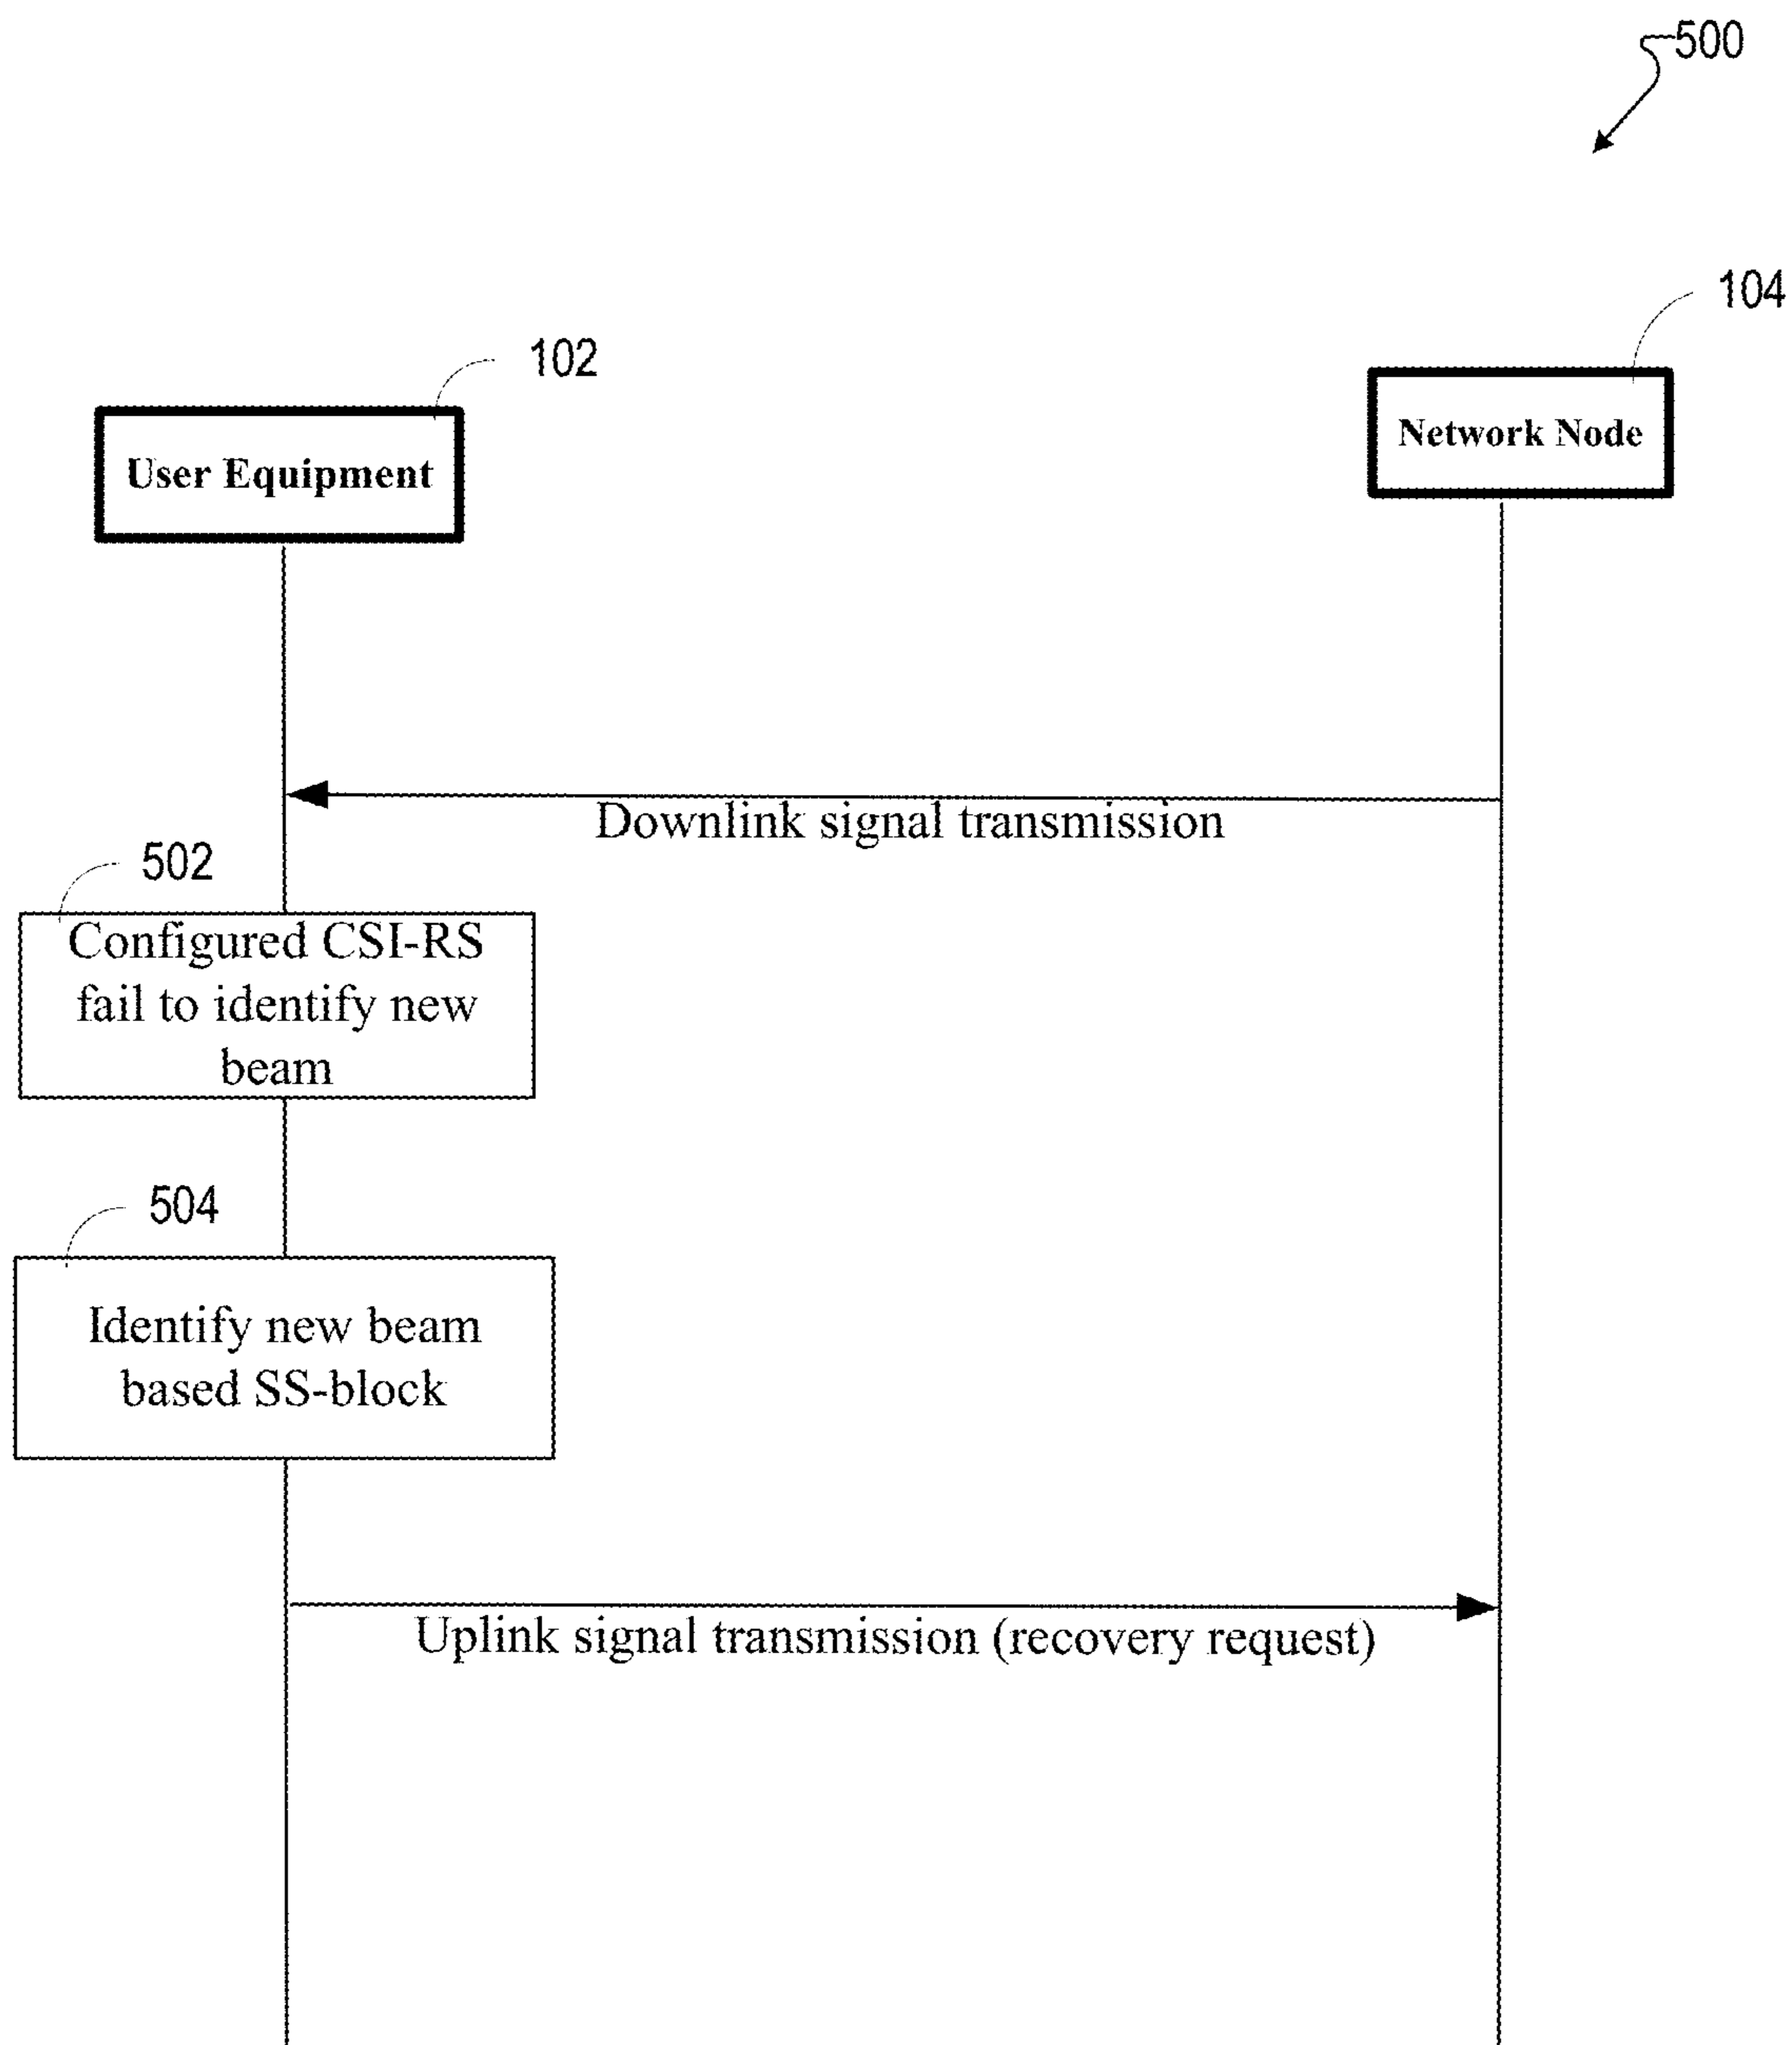 500
104
102
Network Node
User Equipment
Downlink signal transmission
502
Configured CSI-RS
fail to identify new
beam
504
Identify new beam
based SS-block
Uplink signal transmission (recovery request)